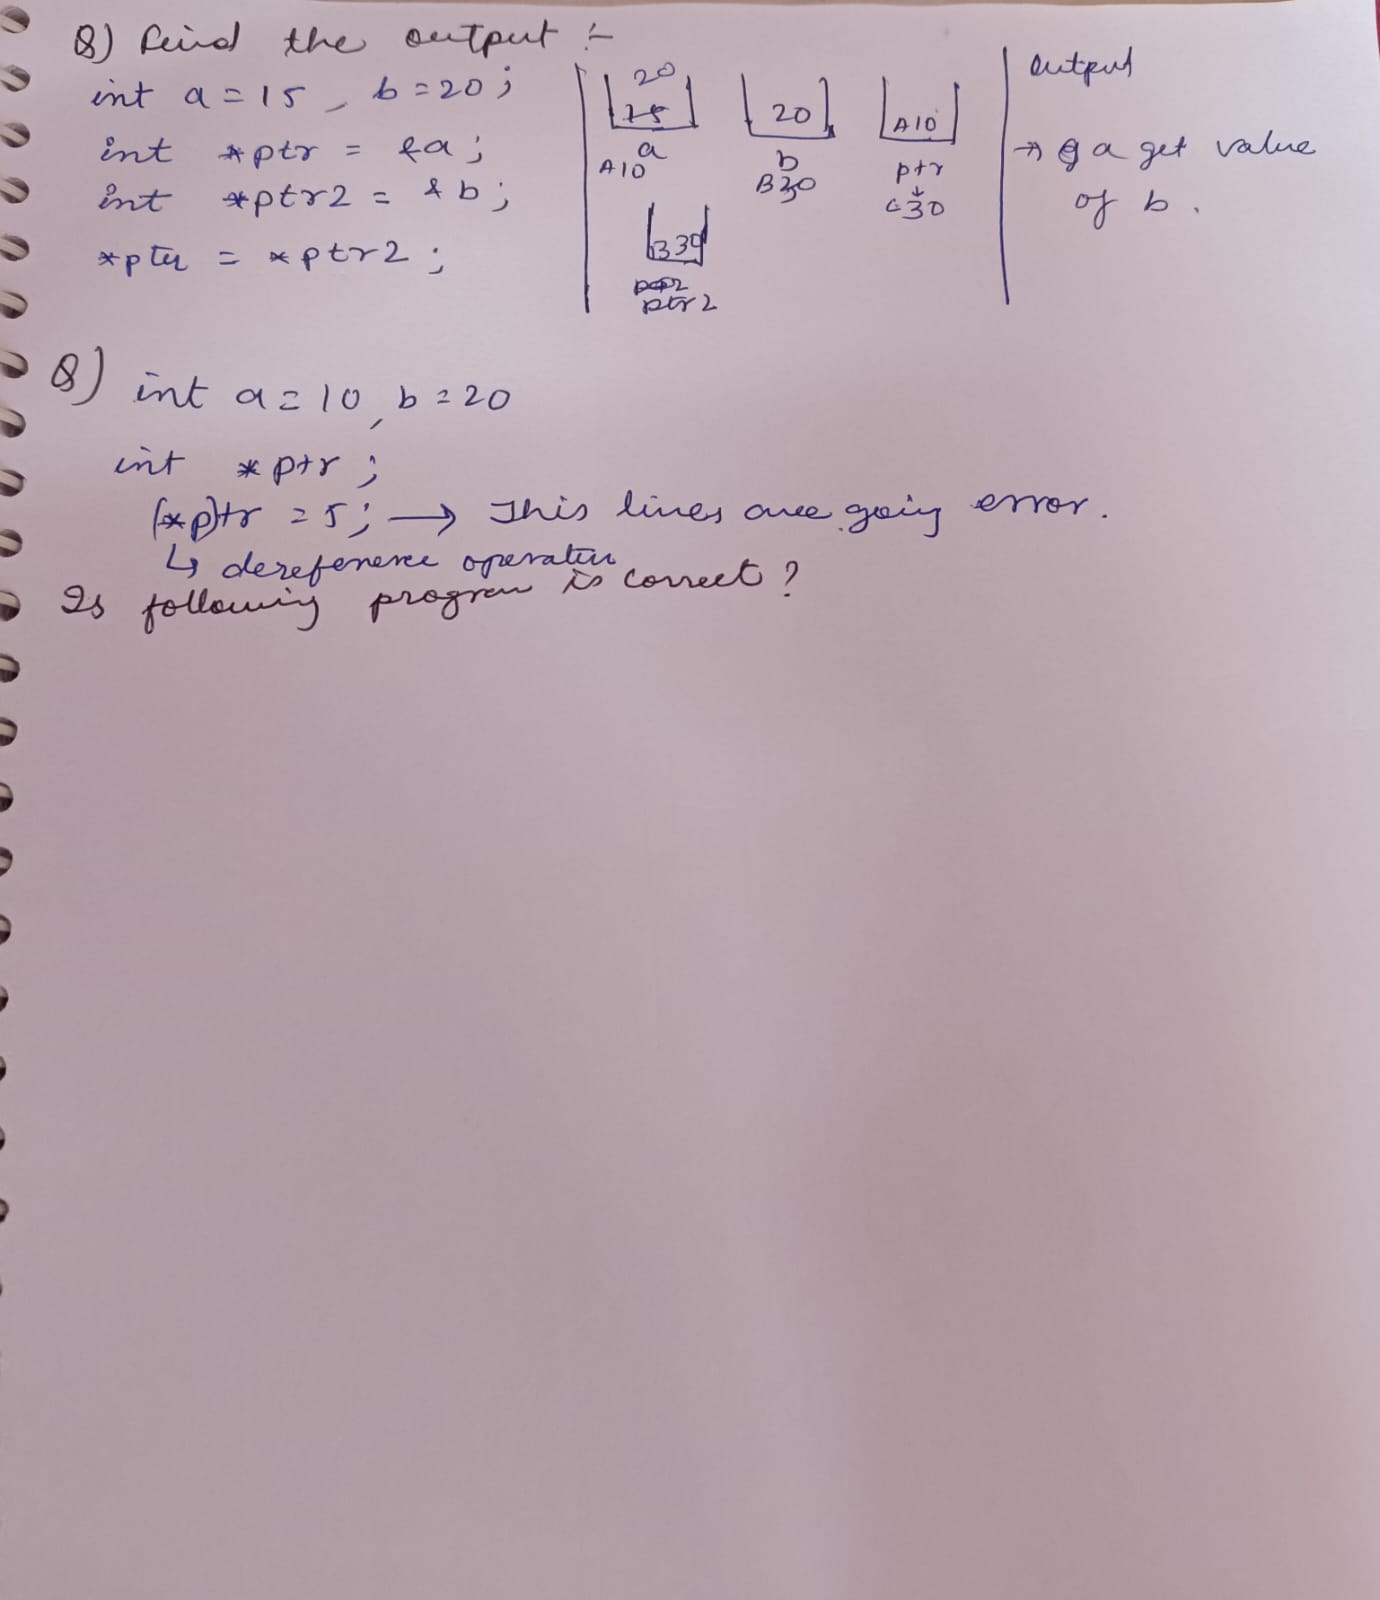 Q) Find the output :-
int a = 15, b = 20;
int *ptr = &a;
int *ptr2 = & b;
*ptr = *ptr2;
20
15
a
A10
20
b
B30
A10
ptr
C30
B30
ptr2
output
→ a get value
of b.
Q) int a = 10, b = 20
int *ptr;
(*p)tr = 5; → This lines are going error.
↳ dereference operator
Is following program is correct?